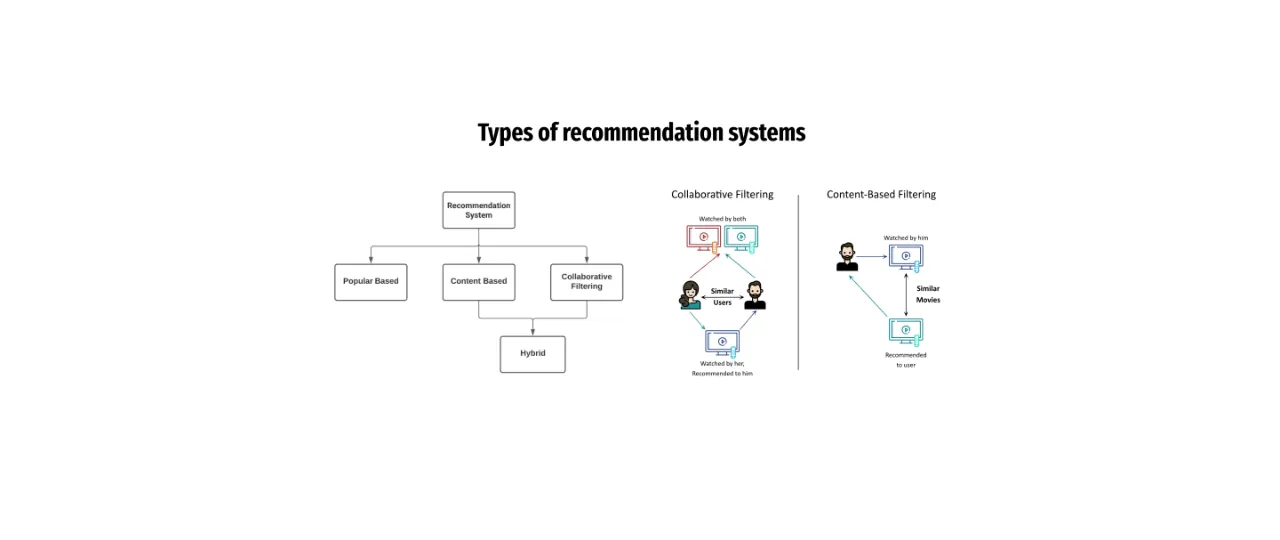 Types of recommendation systems
Recommendation
System
Popular Based
Content Based
Collaborative
Filtering
Hybrid
Collaborative Filtering
Watched by both
Similar
Users
Watched by her,
Recommended to him
Content-Based Filtering
Watched by him
Similar
Movies
Recommended
to user